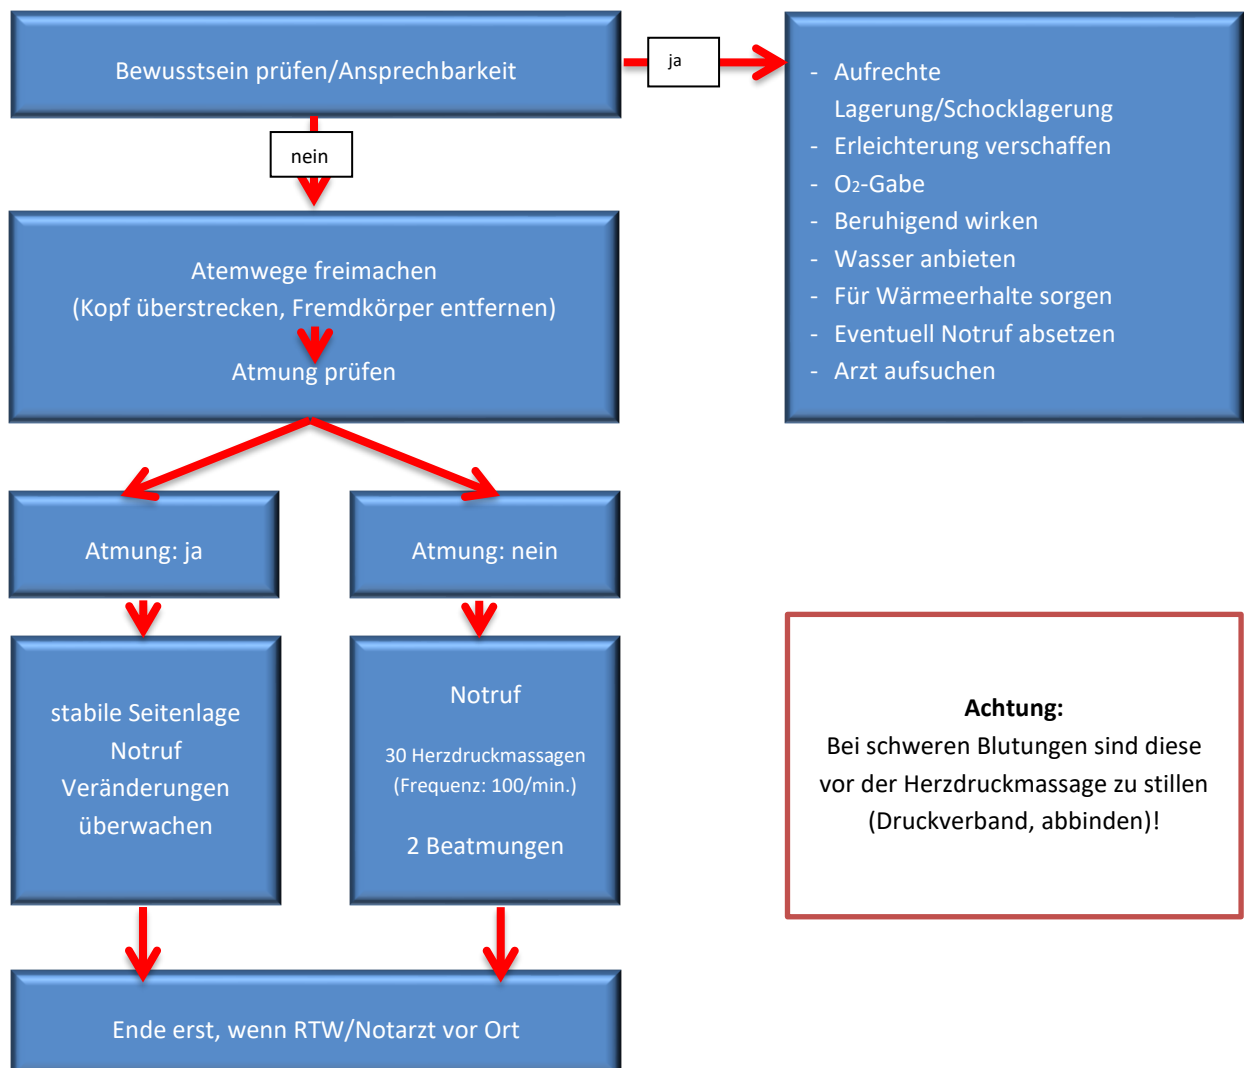 Bewusstsein prüfen/Ansprechbarkeit
ja
- Aufrechte
Lagerung/Schocklagerung
- Erleichterung verschaffen
- O2-Gabe
- Beruhigend wirken
- Wasser anbieten
- Für Wärmeerhalte sorgen
- Eventuell Notruf absetzen
- Arzt aufsuchen
nein
Atemwege freimachen
(Kopf überstrecken, Fremdkörper entfernen)
Atmung prüfen
Atmung: ja
Atmung: nein
stabile Seitenlage
Notruf
Veränderungen
überwachen
Notruf
30 Herzdruckmassagen
(Frequenz: 100/min.)
2 Beatmungen
Achtung:
Bei schweren Blutungen sind diese
vor der Herzdruckmassage zu stillen
(Druckverband, abbinden)!
Ende erst, wenn RTW/Notarzt vor Ort